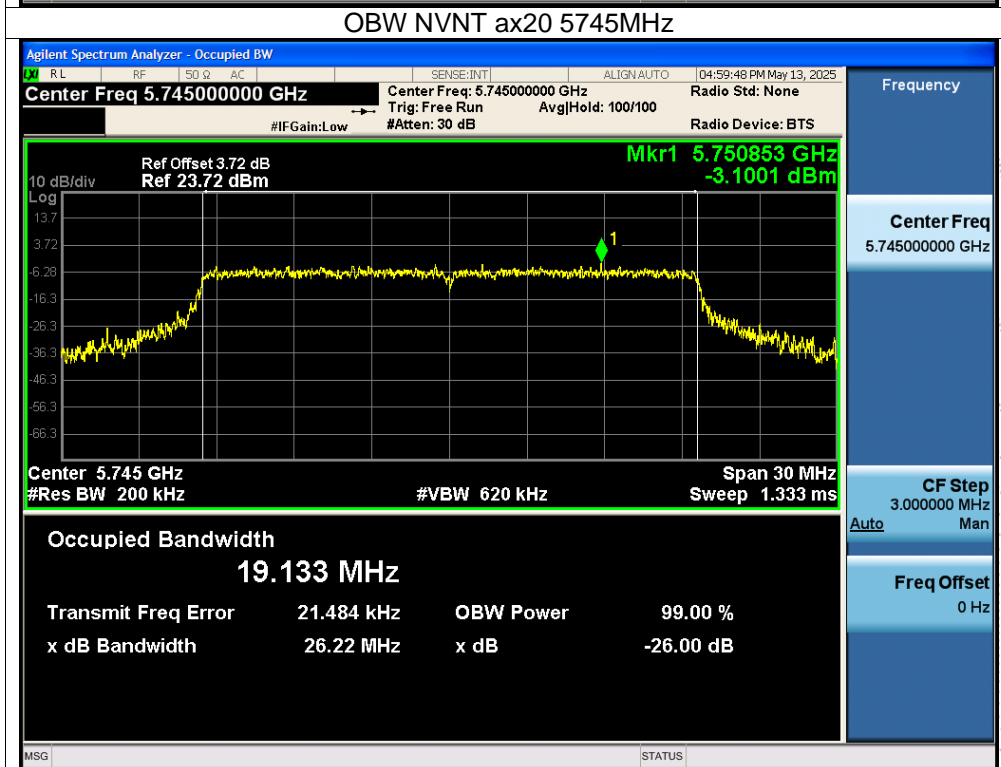 OBW NVNT ax20 5745MHz
Agilent Spectrum Analyzer - Occupied BW
LXI RL RF 50 Ω AC SENSE:INT ALIGN AUTO 04:59:48 PM May 13, 2025
Center Freq 5.745000000 GHz Center Freq: 5.745000000 GHz Radio Std: None
Trig: Free Run Avg|Hold: 100/100
#IFGain:Low #Atten: 30 dB Radio Device: BTS
Frequency
Mkr1 5.750853 GHz
-3.1001 dBm
Ref Offset 3.72 dB
10 dB/div Ref 23.72 dBm
Log
13.7
3.72
-6.28
-16.3
-26.3
-36.3
-46.3
-56.3
-66.3
1
Center 5.745 GHz Span 30 MHz
#Res BW 200 kHz #VBW 620 kHz Sweep 1.333 ms
Center Freq
5.745000000 GHz
CF Step
3.000000 MHz
Auto Man
Freq Offset
0 Hz
Occupied Bandwidth
19.133 MHz
Transmit Freq Error 21.484 kHz OBW Power 99.00 %
x dB Bandwidth 26.22 MHz x dB -26.00 dB
MSG STATUS